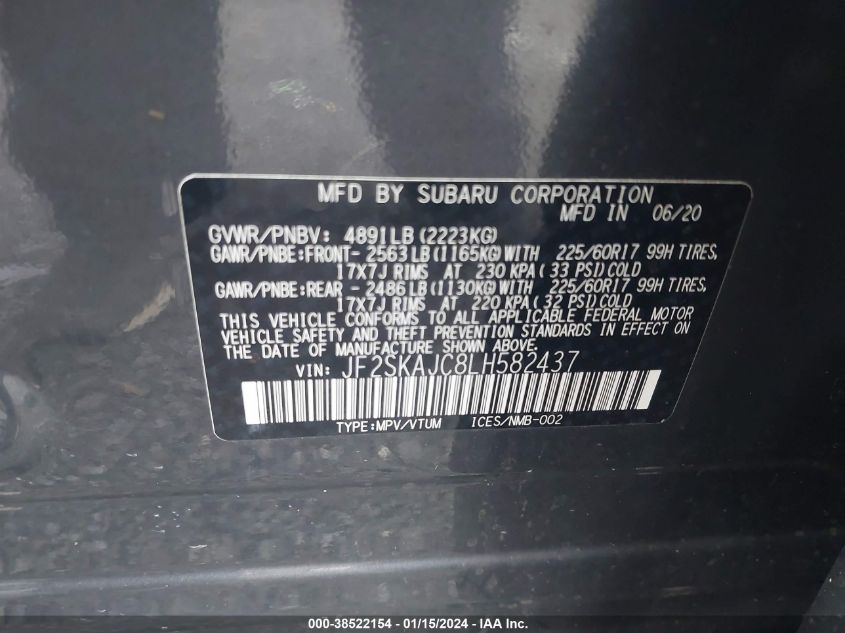 MFD BY SUBARU CORPORATION
MFD IN 06/20
GVWR/PNBV: 4891LB (2223KG)
GAWR/PNBE:FRONT- 2563LB (1165KG) WITH 225/60R17 99H TIRES,
17X7J RIMS AT 230 KPA( 33 PSI)COLD
GAWR/PNBE:REAR - 2486LB (1130KG) WITH 225/60R17 99H TIRES,
17X7J RIMS AT 220 KPA( 32 PSI)COLD
THIS VEHICLE CONFORMS TO ALL APPLICABLE FEDERAL MOTOR
VEHICLE SAFETY AND THEFT PREVENTION STANDARDS IN EFFECT ON
THE DATE OF MANUFACTURE SHOWN ABOVE.
VIN: JF2SKAJC8LH582437
TYPE:MPV/VTUM ICES/NMB-002
000-38522154 - 01/15/2024 - IAA Inc.